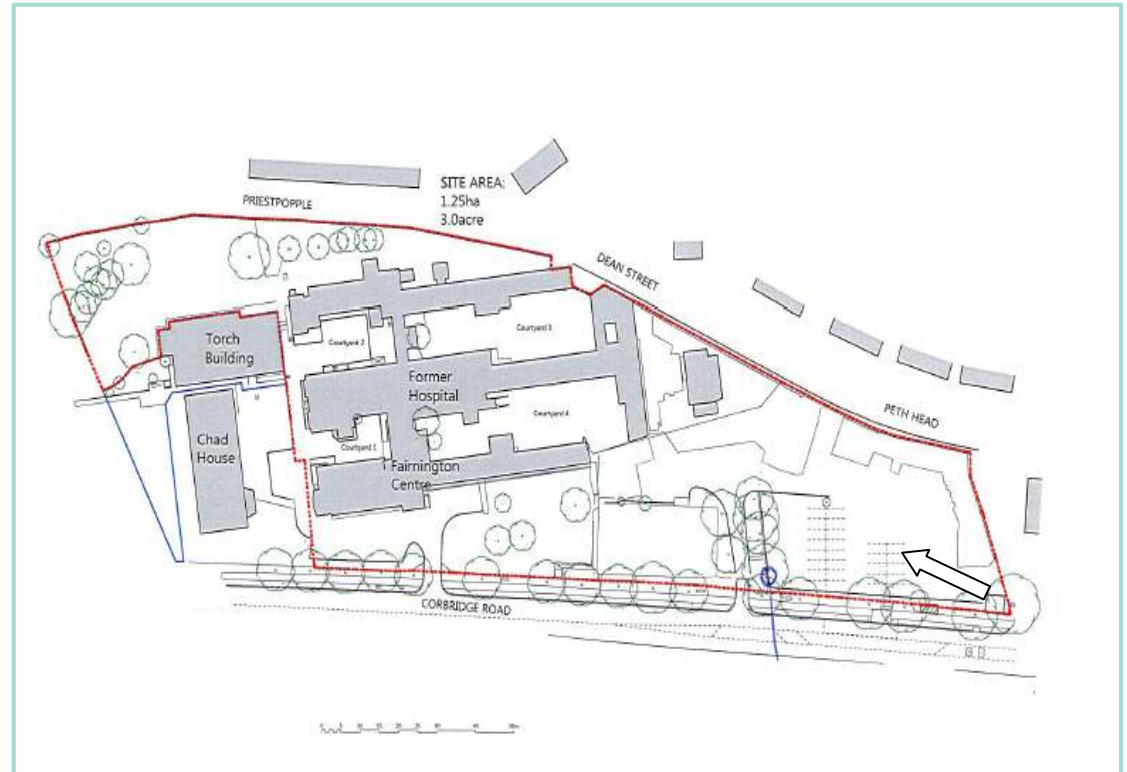 SITE AREA:
1.25ha
3.0acre
PRIESTPOPPLE
DEAN STREET
Torch
Building
Courtyard 2
Courtyard 3
Former
Hospital
Chad
House
Courtyard 1
Courtyard 4
Fairnington
Centre
PETH HEAD
CORBRIDGE ROAD